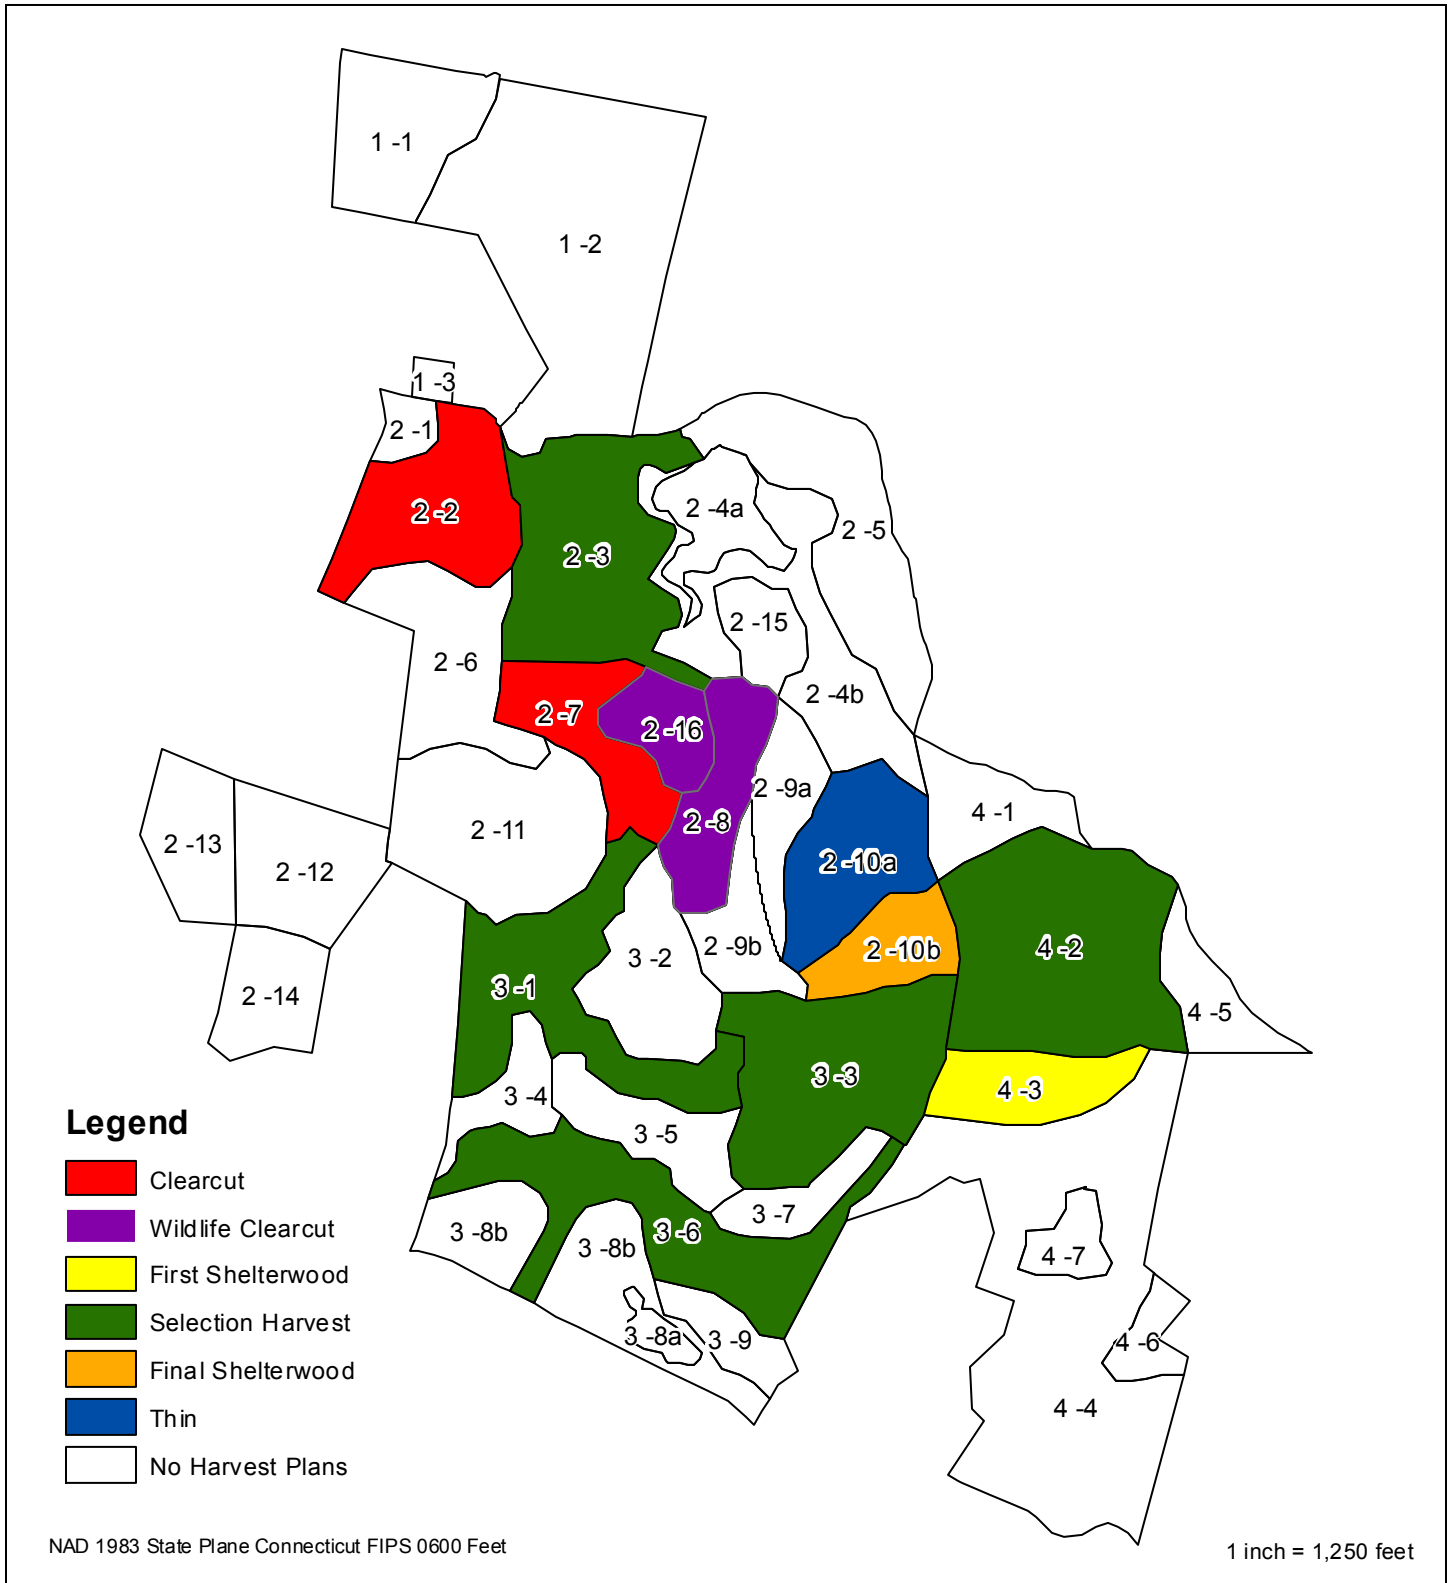 1 -1
1 -2
1 -3
2 -1
2 -2
2 -4a
2 -5
2 -3
2 -15
2 -6
2 -4b
2 -7
2 -16
2 -9a
4 -1
2 -8
2 -11
2 -13
2 -10a
2 -12
2 -9b
2 -10b
4 -2
3 -2
3 -1
2 -14
4 -5
3 -3
4 -3
3 -4
3 -5
3 -7
3 -8b
3 -6
3 -8b
4 -7
3 -8a
3 -9
4 -6
4 -4
Legend
Clearcut
Wildlife Clearcut
First Shelterwood
Selection Harvest
Final Shelterwood
Thin
No Harvest Plans
NAD 1983 State Plane Connecticut FIPS 0600 Feet
1 inch = 1,250 feet